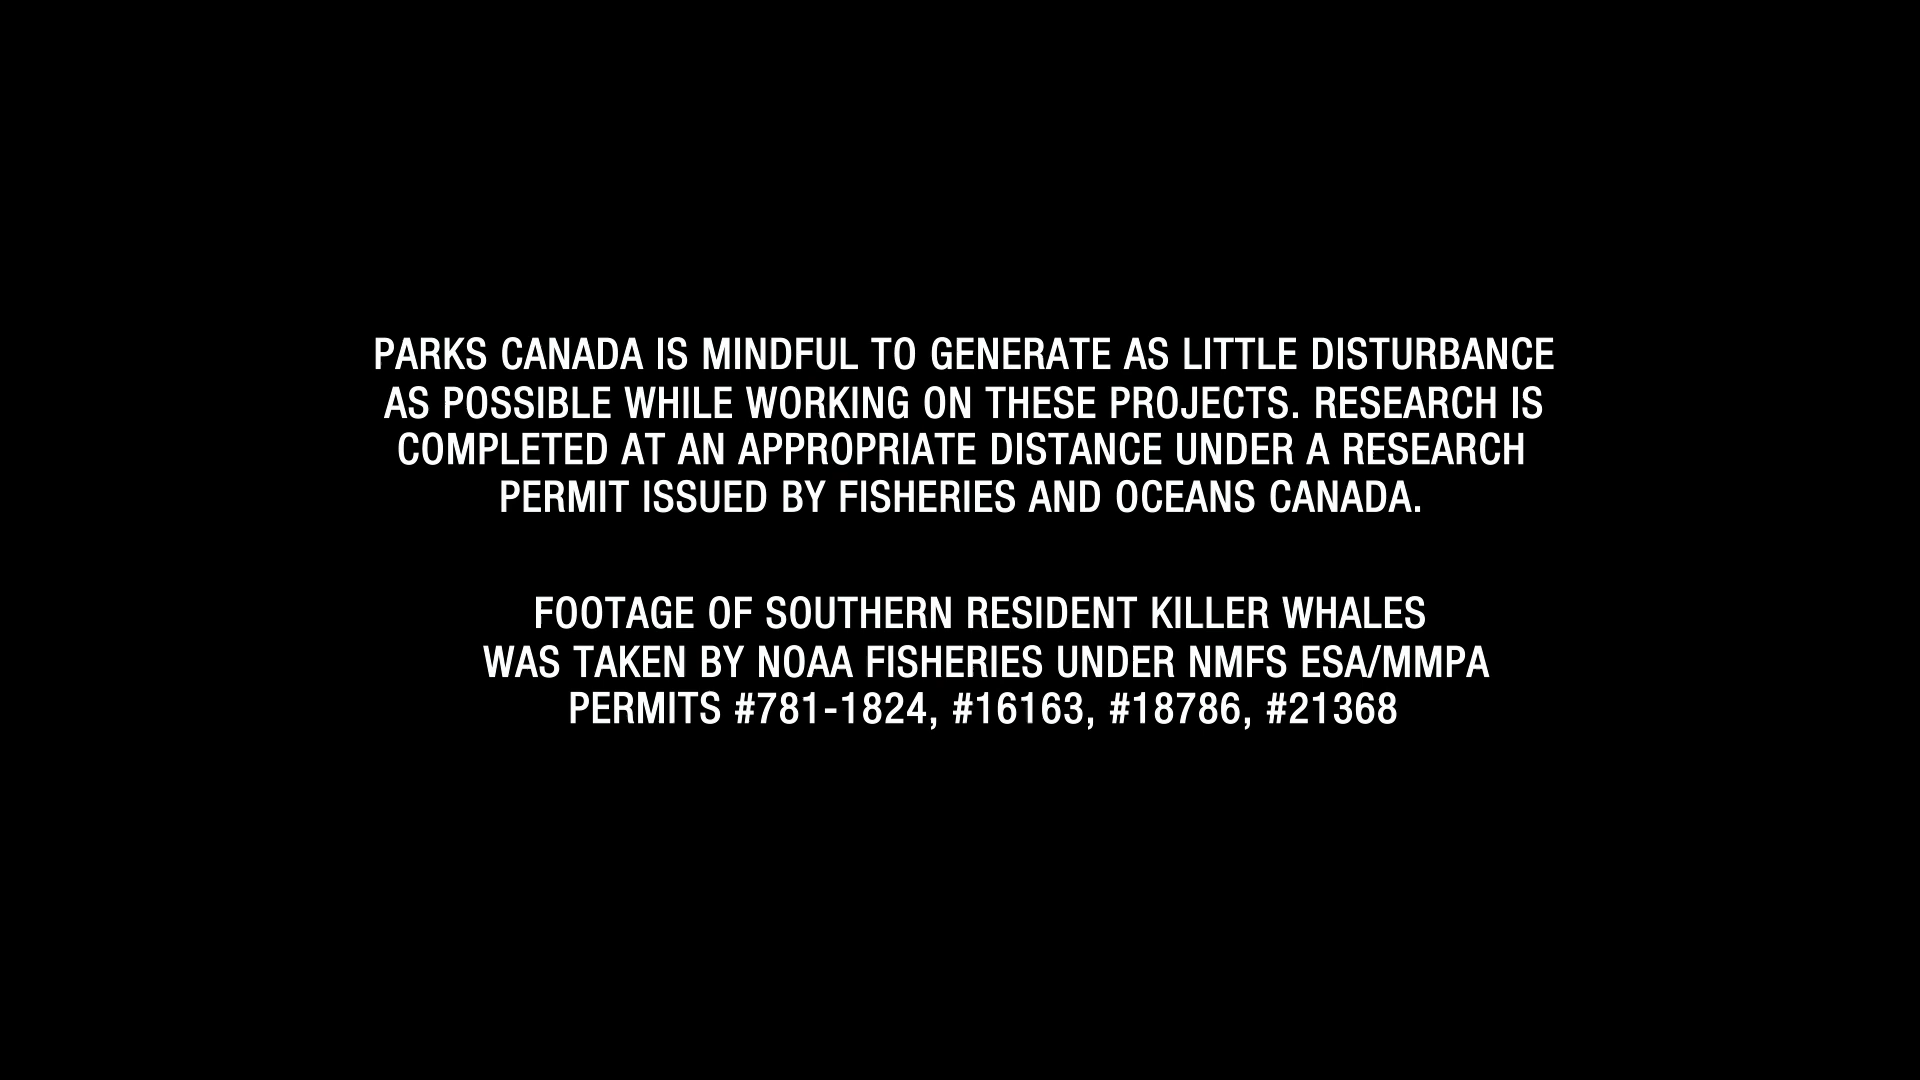 PARKS CANADA IS MINDFUL TO GENERATE AS LITTLE DISTURBANCE
AS POSSIBLE WHILE WORKING ON THESE PROJECTS. RESEARCH IS
COMPLETED AT AN APPROPRIATE DISTANCE UNDER A RESEARCH
PERMIT ISSUED BY FISHERIES AND OCEANS CANADA.
FOOTAGE OF SOUTHERN RESIDENT KILLER WHALES
WAS TAKEN BY NOAA FISHERIES UNDER NMFS ESA/MMPA
PERMITS #781-1824, #16163, #18786, #21368